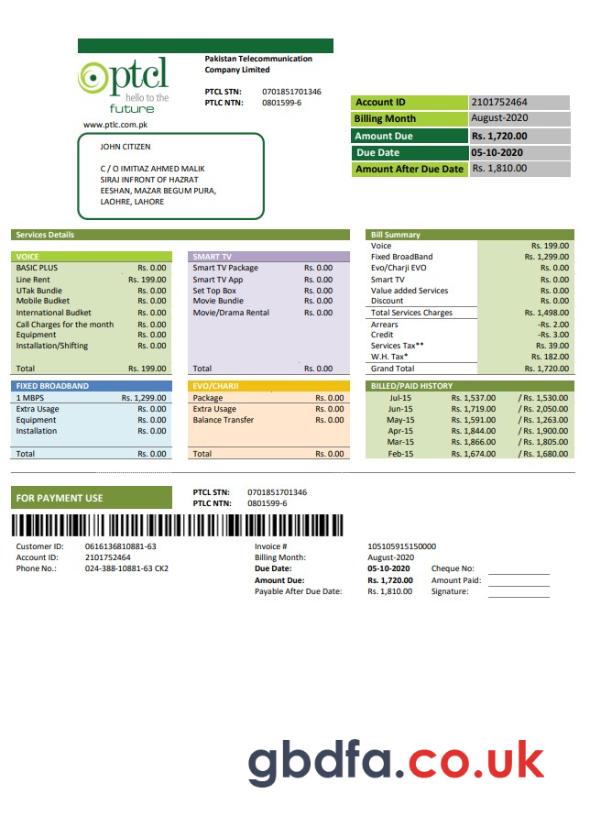 ptcl
hello to the
future
www.ptlc.com.pk
Pakistan Telecommunication
Company Limited
PTCL STN: 0701851701346
PTLC NTN: 0801599-6
Account ID 2101752464
Billing Month August-2020
Amount Due Rs. 1,720.00
Due Date 05-10-2020
Amount After Due Date Rs. 1,810.00
JOHN CITIZEN
C / O IMITIAZ AHMED MALIK
SIRAJ INFRONT OF HAZRAT
EESHAN, MAZAR BEGUM PURA,
LAOHRE, LAHORE
Services Details
VOICE
BASIC PLUS Rs. 0.00
Line Rent Rs. 199.00
UTak Bundle Rs. 0.00
Mobile Budket Rs. 0.00
International Budket Rs. 0.00
Call Charges for the month Rs. 0.00
Equipment Rs. 0.00
Installation/Shifting Rs. 0.00
Total Rs. 199.00
SMART TV
Smart TV Package Rs. 0.00
Smart TV App Rs. 0.00
Set Top Box Rs. 0.00
Movie Bundle Rs. 0.00
Movie/Drama Rental Rs. 0.00
Total Rs. 0.00
Bill Summary
Voice Rs. 199.00
Fixed BroadBand Rs. 1,299.00
Evo/Charji EVO Rs. 0.00
Smart TV Rs. 0.00
Value added Services Rs. 0.00
Discount Rs. 0.00
Total Services Charges Rs. 1,498.00
Arrears -Rs. 2.00
Credit -Rs. 3.00
Services Tax** Rs. 39.00
W.H. Tax* Rs. 182.00
Grand Total Rs. 1,720.00
FIXED BROADBAND
1 MBPS Rs. 1,299.00
Extra Usage Rs. 0.00
Equipment Rs. 0.00
Installation Rs. 0.00
Total Rs. 0.00
EVO/CHARJI
Package Rs. 0.00
Extra Usage Rs. 0.00
Balance Transfer Rs. 0.00
Total Rs. 0.00
BILLED/PAID HISTORY
Jul-15 Rs. 1,537.00 / Rs. 1,530.00
Jun-15 Rs. 1,719.00 / Rs. 2,050.00
May-15 Rs. 1,591.00 / Rs. 1,263.00
Apr-15 Rs. 1,844.00 / Rs. 1,900.00
Mar-15 Rs. 1,866.00 / Rs. 1,805.00
Feb-15 Rs. 1,674.00 / Rs. 1,680.00
FOR PAYMENT USE
PTCL STN: 0701851701346
PTLC NTN: 0801599-6
Customer ID: 0616136810881-63
Account ID: 2101752464
Phone No.: 024-388-10881-63 CK2
Invoice # 105105915150000
Billing Month: August-2020
Due Date: 05-10-2020 Cheque No:
Amount Due: Rs. 1,720.00 Amount Paid:
Payable After Due Date: Rs. 1,810.00 Signature:
gbdfa.co.uk